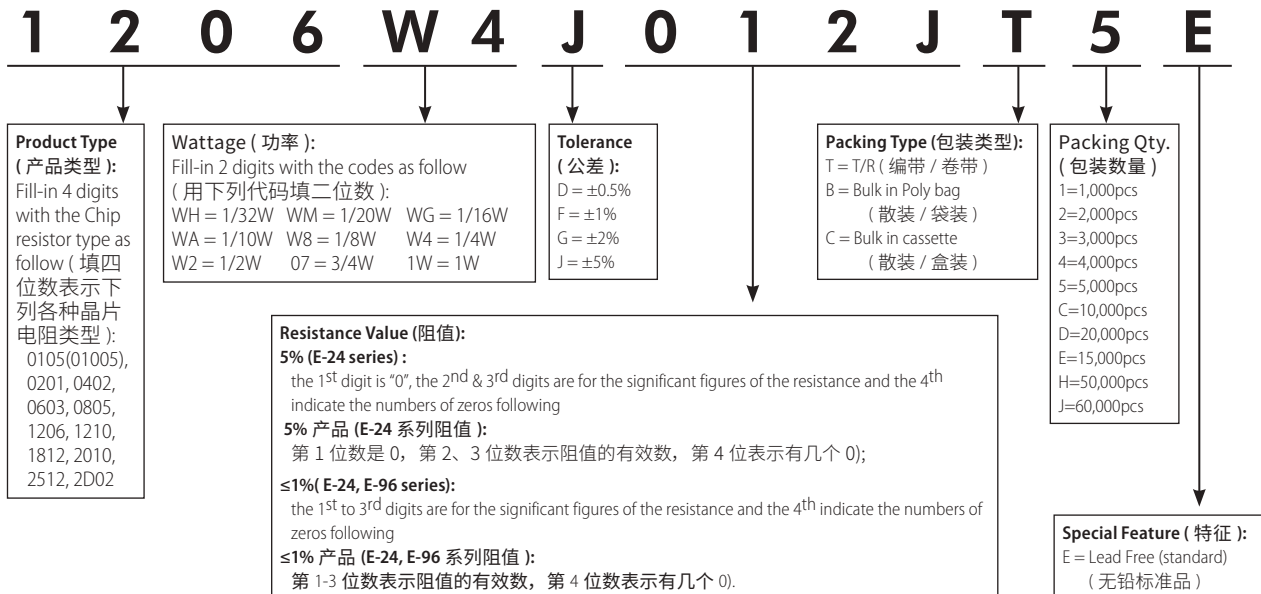 1 2 0 6 W 4 J 0 1 2 J T 5 E
Product Type
( 产品类型 ):
Fill-in 4 digits
with the Chip
resistor type as
follow ( 填四
位数表示下
列各种晶片
电阻类型 ):
0105(01005),
0201, 0402,
0603, 0805,
1206, 1210,
1812, 2010,
2512, 2D02
Wattage ( 功率 ):
Fill-in 2 digits with the codes as follow
( 用下列代码填二位数 ):
WH = 1/32W WM = 1/20W WG = 1/16W
WA = 1/10W W8 = 1/8W W4 = 1/4W
W2 = 1/2W 07 = 3/4W 1W = 1W
Tolerance
( 公差 ):
D = ±0.5%
F = ±1%
G = ±2%
J = ±5%
Packing Type (包装类型):
T = T/R ( 编带 / 卷带 )
B = Bulk in Poly bag
( 散装 / 袋装 )
C = Bulk in cassette
( 散装 / 盒装 )
Packing Qty.
( 包装数量 )
1=1,000pcs
2=2,000pcs
3=3,000pcs
4=4,000pcs
5=5,000pcs
C=10,000pcs
D=20,000pcs
E=15,000pcs
H=50,000pcs
J=60,000pcs
Resistance Value (阻值):
5% (E-24 series) :
the 1st digit is “0”, the 2nd & 3rd digits are for the significant figures of the resistance and the 4th
indicate the numbers of zeros following
5% 产品 (E-24 系列阻值 ):
第 1 位数是 0，第 2、3 位数表示阻值的有效数，第 4 位表示有几个 0);
≤1%( E-24, E-96 series):
the 1st to 3rd digits are for the significant figures of the resistance and the 4th indicate the numbers of
zeros following
≤1% 产品 (E-24, E-96 系列阻值 ):
第 1-3 位数表示阻值的有效数，第 4 位数表示有几个 0).
Special Feature ( 特征 ):
E = Lead Free (standard)
( 无铅标准品 )